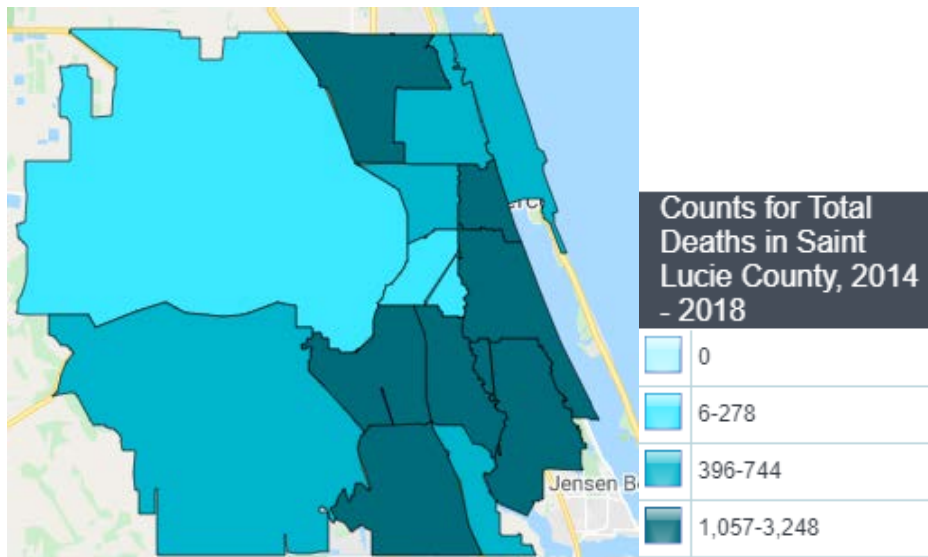 Counts for Total
Deaths in Saint
Lucie County, 2014
- 2018
0
6-278
396-744
1,057-3,248
Jensen B